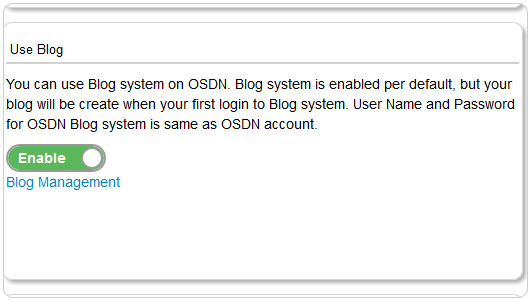 Use Blog
You can use Blog system on OSDN. Blog system is enabled per default, but your
blog will be create when your first login to Blog system. User Name and Password
for OSDN Blog system is same as OSDN account.
Enable
Blog Management